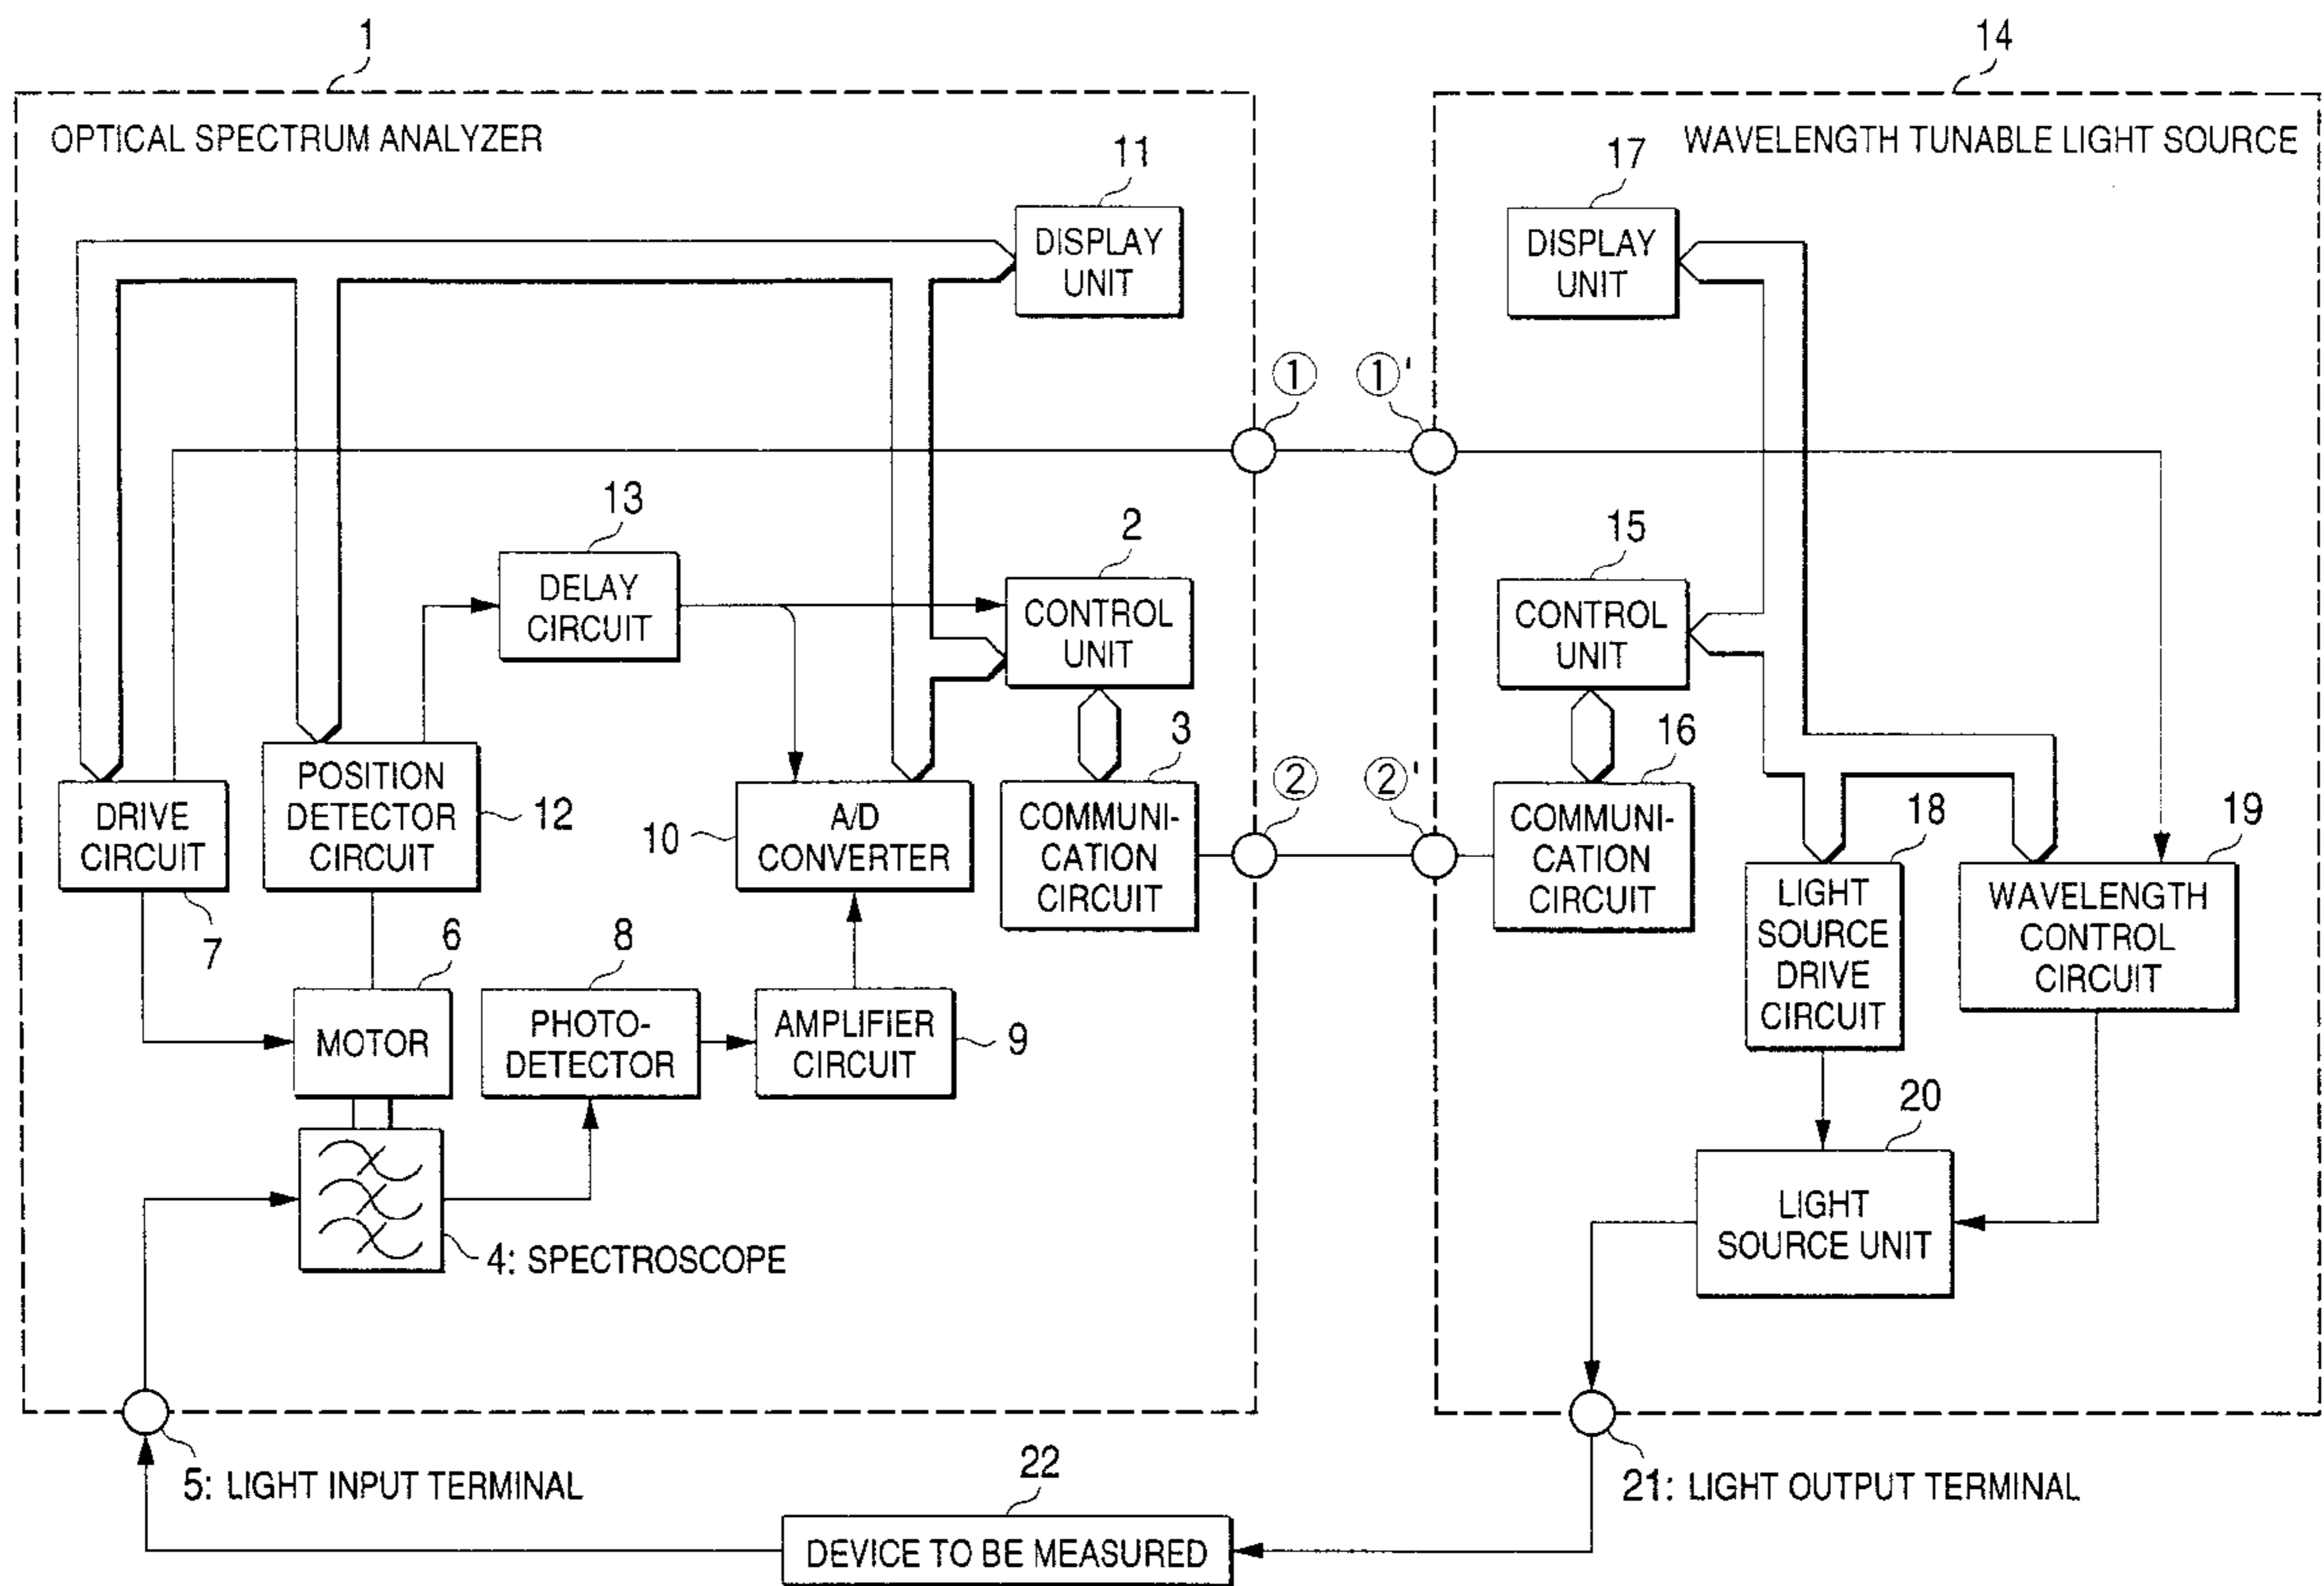 1
14
OPTICAL SPECTRUM ANALYZER
WAVELENGTH TUNABLE LIGHT SOURCE
11
DISPLAY
UNIT
17
DISPLAY
UNIT
①
①'
13
DELAY
CIRCUIT
2
CONTROL
UNIT
15
CONTROL
UNIT
DRIVE
CIRCUIT
7
POSITION
DETECTOR
CIRCUIT
12
10
A/D
CONVERTER
3
COMMUNI-
CATION
CIRCUIT
②
②'
16
COMMUNI-
CATION
CIRCUIT
18
LIGHT
SOURCE
DRIVE
CIRCUIT
19
WAVELENGTH
CONTROL
CIRCUIT
6
MOTOR
8
PHOTO-
DETECTOR
AMPLIFIER
CIRCUIT
9
20
LIGHT
SOURCE UNIT
4: SPECTROSCOPE
5: LIGHT INPUT TERMINAL
21: LIGHT OUTPUT TERMINAL
22
DEVICE TO BE MEASURED